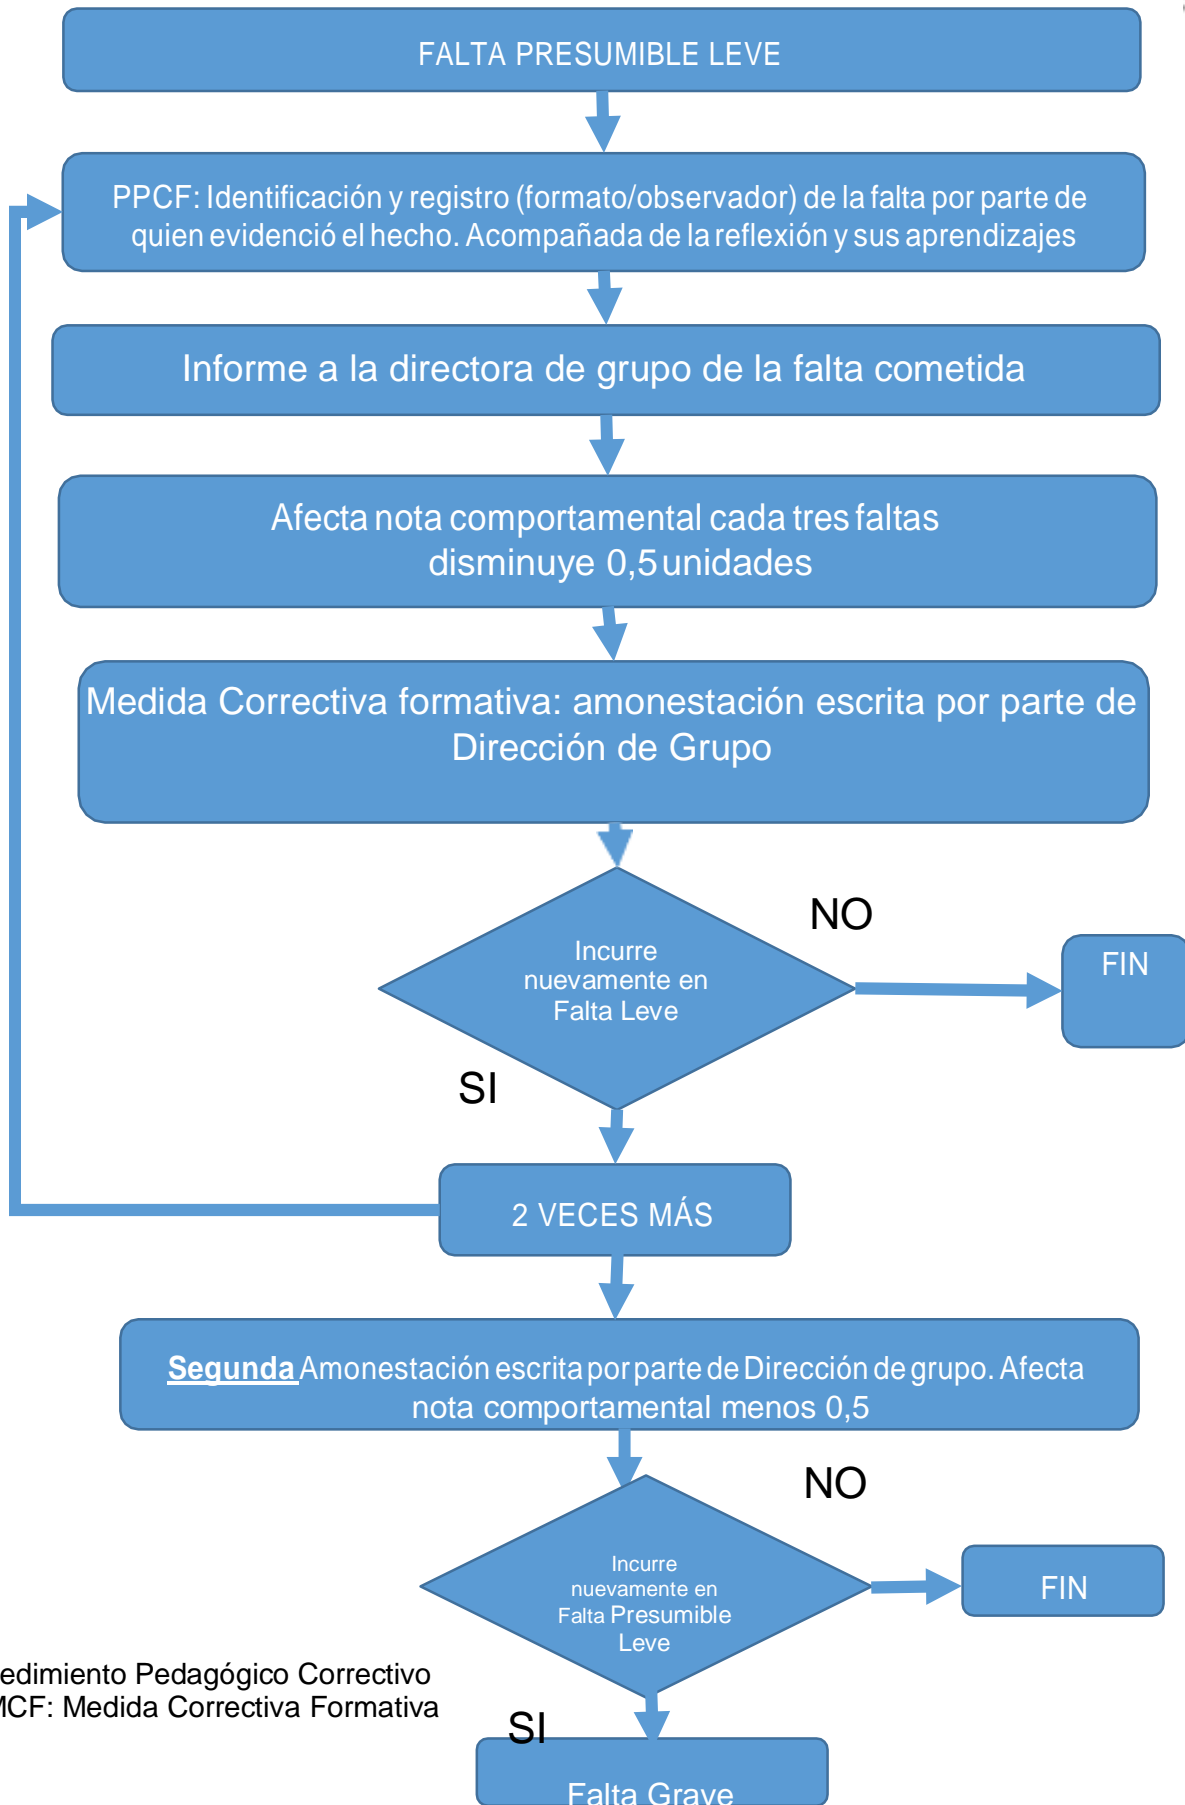 FALTA PRESUMIBLE LEVE
PPCF: Identificación y registro (formato/observador) de la falta por parte de
quien evidenció el hecho. Acompañada de la reflexión y sus aprendizajes
Informe a la directora de grupo de la falta cometida
Afecta nota comportamental cada tres faltas
disminuye 0,5 unidades
Medida Correctiva formativa: amonestación escrita por parte de
Dirección de Grupo
NO
Incurre
nuevamente en
Falta Leve
FIN
SI
2 VECES MÁS
Segunda Amonestación escrita por parte de Dirección de grupo. Afecta
nota comportamental menos 0,5
NO
Incurre
nuevamente en
Falta Presumible
Leve
FIN
edimiento Pedagógico Correctivo
MCF: Medida Correctiva Formativa
SI
Falta Grave